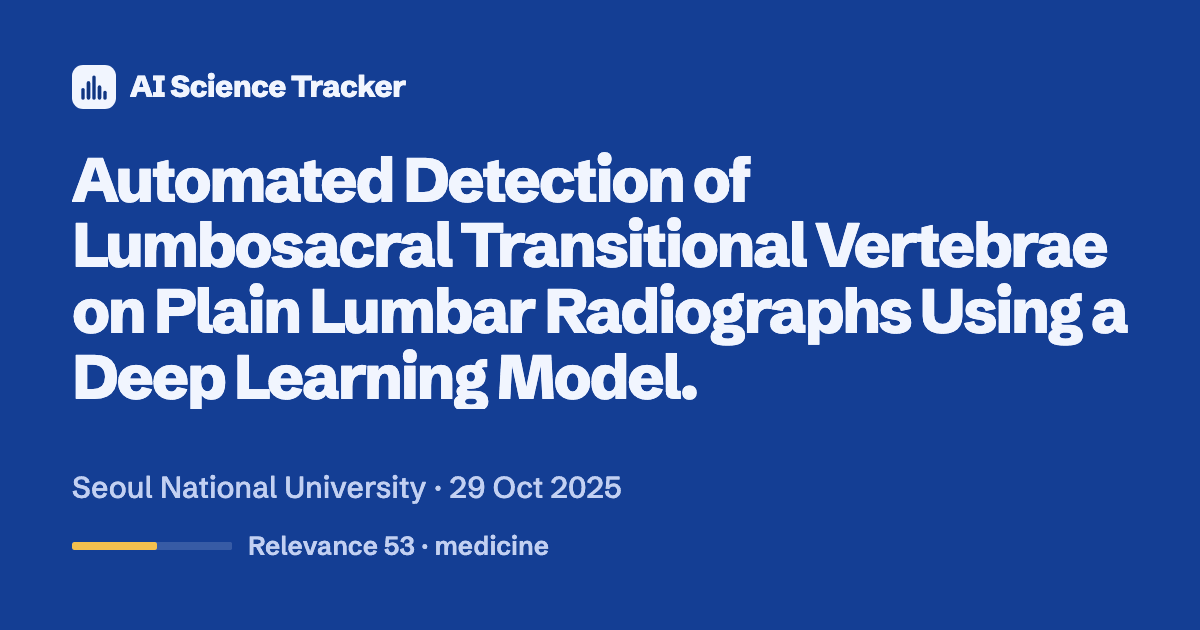 AI Science Tracker
Automated Detection of
Lumbosacral Transitional Vertebrae
on Plain Lumbar Radiographs Using a
Deep Learning Model.
Seoul National University · 29 Oct 2025
Relevance 53 · medicine